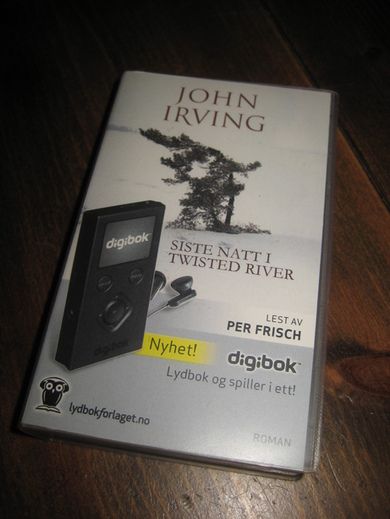 JOHN
IRVING
SISTE NATT I
TWISTED RIVER
digibok
LEST AV
PER FRISCH
digibok
Nyhet!
digibok
Lydbok og spiller i ett!
lydbokforlaget.no
ROMAN